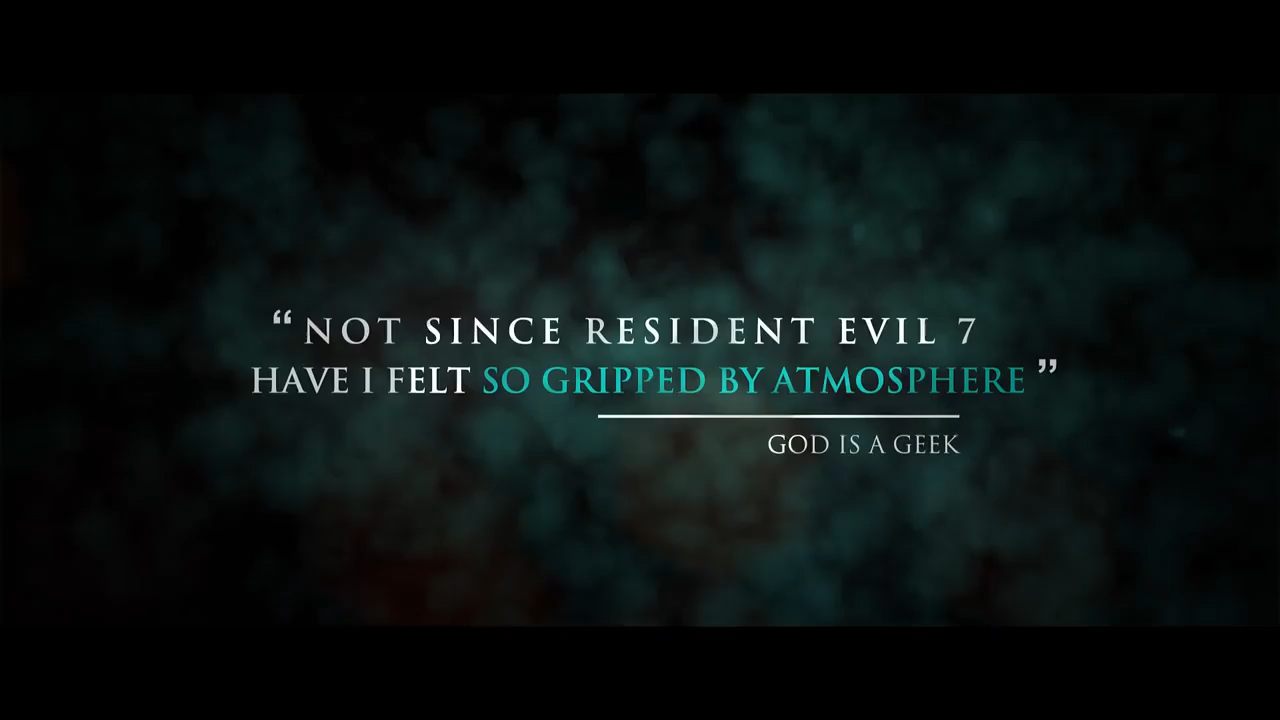 “NOT SINCE RESIDENT EVIL 7
HAVE I FELT SO GRIPPED BY ATMOSPHERE”
GOD IS A GEEK